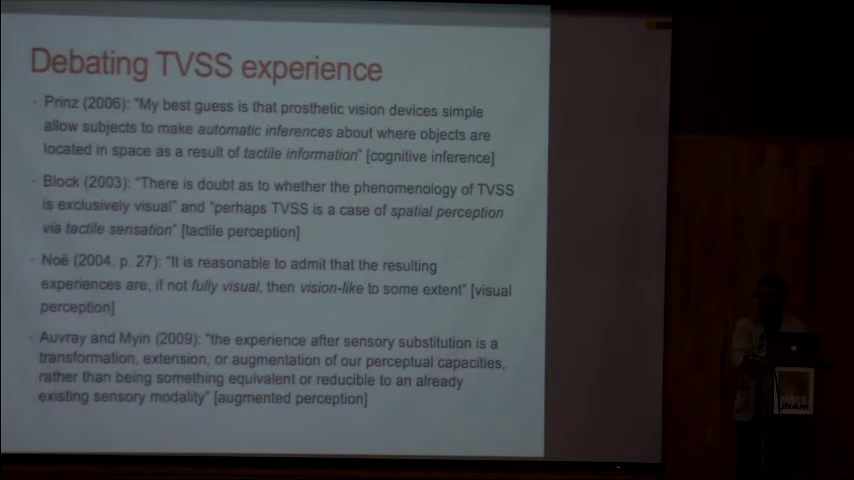 Debating TVSS experience
- Prinz (2006): "My best guess is that prosthetic vision devices simple
allow subjects to make automatic inferences about where objects are
located in space as a result of tactile information" [cognitive inference]
- Block (2003): "There is doubt as to whether the phenomenology of TVSS
is exclusively visual" and "perhaps TVSS is a case of spatial perception
via tactile sensation" [tactile perception]
- Noë (2004, p. 27): "It is reasonable to admit that the resulting
experiences are, if not fully visual, then vision-like to some extent" [visual
perception]
- Auvray and Myin (2009): "the experience after sensory substitution is a
transformation, extension, or augmentation of our perceptual capacities,
rather than being something equivalent or reducible to an already
existing sensory modality" [augmented perception]
UNAM